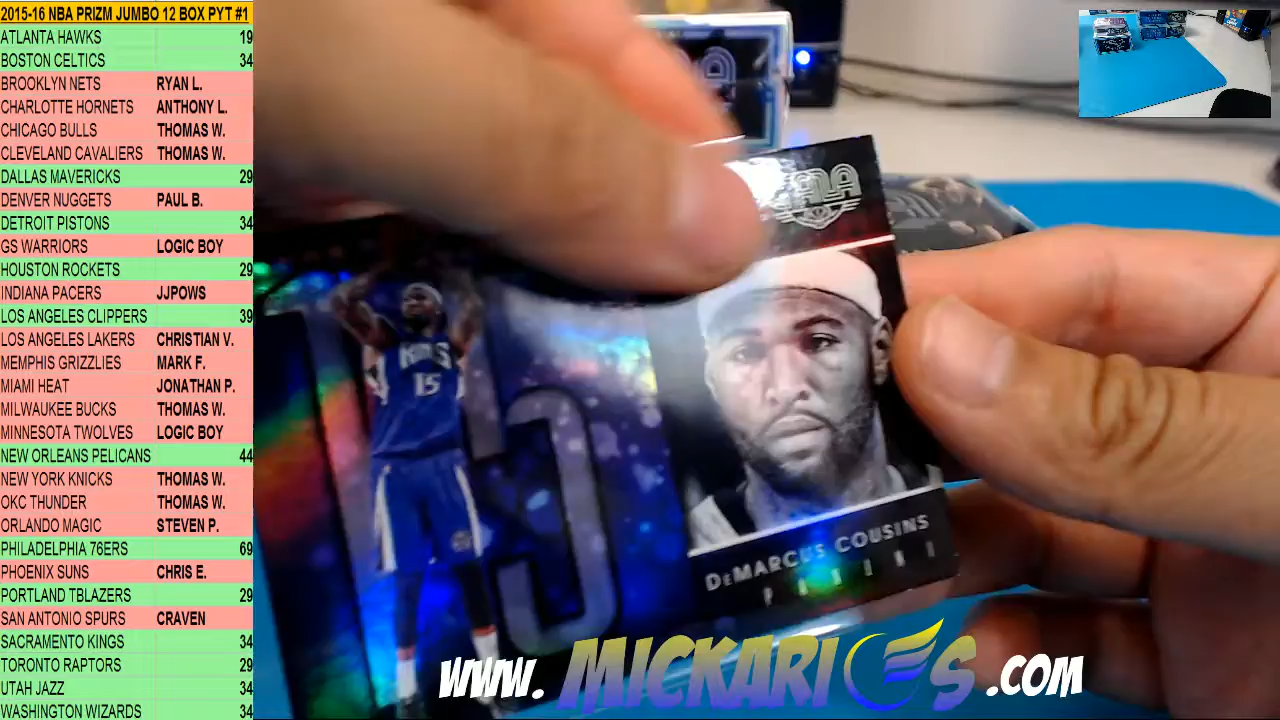 2015-16 NBA PRIZM JUMBO 12 BOX PYT #1
ATLANTA HAWKS 19
BOSTON CELTICS 34
BROOKLYN NETS RYAN L.
CHARLOTTE HORNETS ANTHONY L.
CHICAGO BULLS THOMAS W.
CLEVELAND CAVALIERS THOMAS W.
DALLAS MAVERICKS 29
DENVER NUGGETS PAUL B.
DETROIT PISTONS 34
GS WARRIORS LOGIC BOY
HOUSTON ROCKETS 29
INDIANA PACERS JJPOWS
LOS ANGELES CLIPPERS 39
LOS ANGELES LAKERS CHRISTIAN V.
MEMPHIS GRIZZLIES MARK F.
MIAMI HEAT JONATHAN P.
MILWAUKEE BUCKS THOMAS W.
MINNESOTA TWOLVES LOGIC BOY
NEW ORLEANS PELICANS 44
NEW YORK KNICKS THOMAS W.
OKC THUNDER THOMAS W.
ORLANDO MAGIC STEVEN P.
PHILADELPHIA 76ERS 69
PHOENIX SUNS CHRIS E.
PORTLAND TBLAZERS 29
SAN ANTONIO SPURS CRAVEN
SACRAMENTO KINGS 34
TORONTO RAPTORS 29
UTAH JAZZ 34
WASHINGTON WIZARDS 34
KINGS
15
15
DEMARCUS COUSINS
PANINI
www.MICKARIES.com